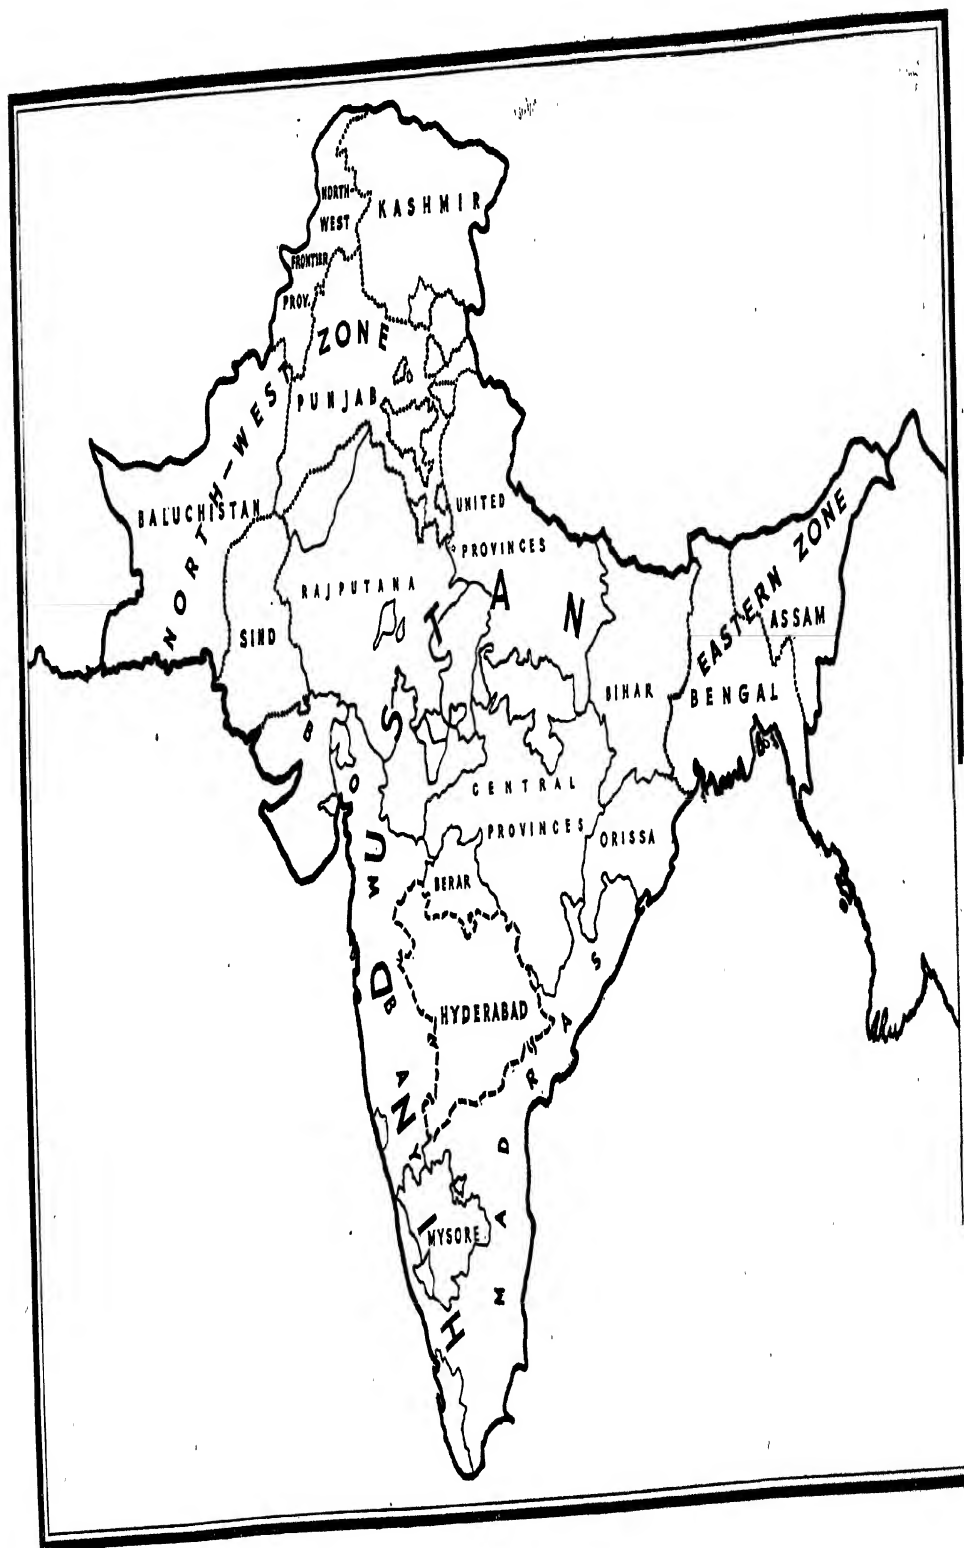 NORTH-
WEST
FRONTIER
PROV.
KASHMIR
NORTH-WEST ZONE
PUNJAB
BALUCHISTAN
SIND
RAJPUTANA
UNITED
PROVINCES
HINDUSTAN
EASTERN ZONE
ASSAM
BENGAL
BIHAR
CENTRAL
PROVINCES
ORISSA
BERAR
BOMBAY
HYDERABAD
MADRAS
MYSORE